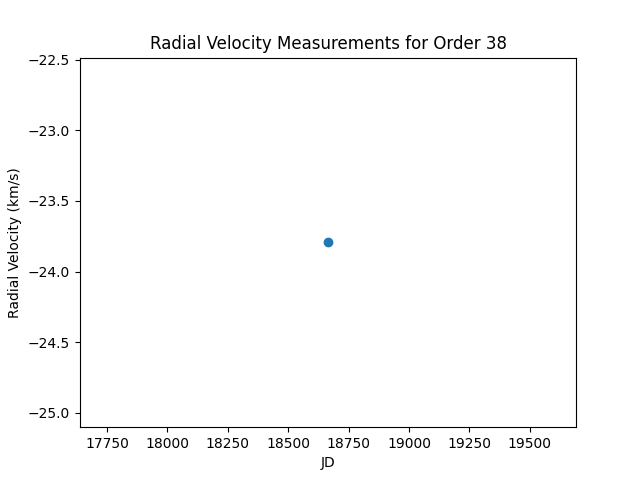 Radial Velocity Measurements for Order 38
Radial Velocity (km/s)
−22.5
−23.0
−23.5
−24.0
−24.5
−25.0
17750 18000 18250 18500 18750 19000 19250 19500
JD